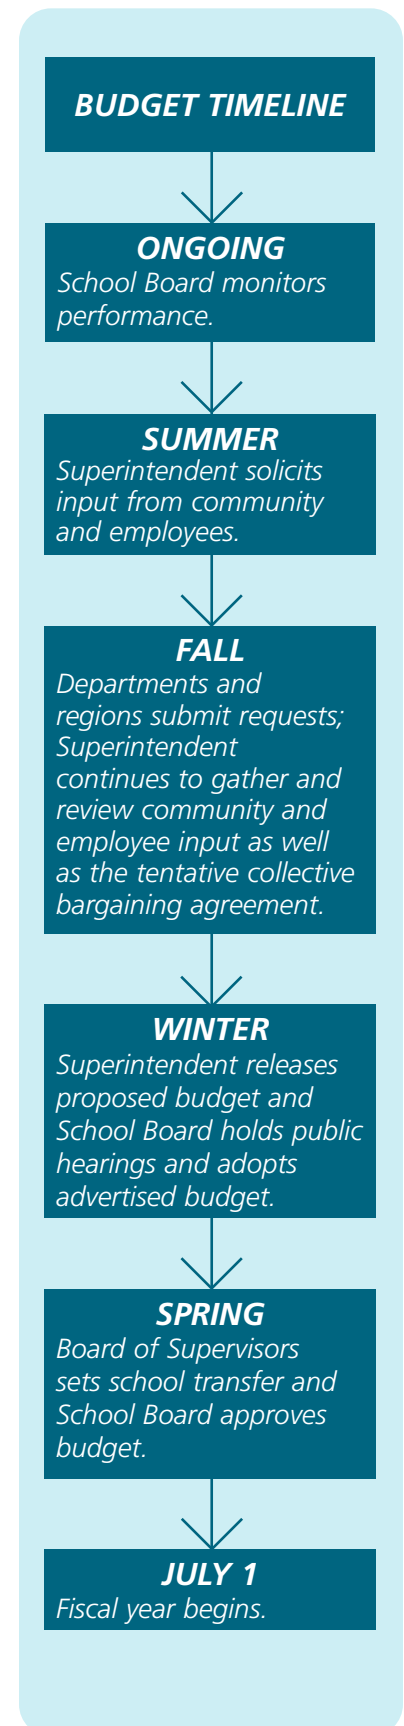 BUDGET TIMELINE
ONGOING
School Board monitors
performance.
SUMMER
Superintendent solicits
input from community
and employees.
FALL
Departments and
regions submit requests;
Superintendent
continues to gather and
review community and
employee input as well
as the tentative collective
bargaining agreement.
WINTER
Superintendent releases
proposed budget and
School Board holds public
hearings and adopts
advertised budget.
SPRING
Board of Supervisors
sets school transfer and
School Board approves
budget.
JULY 1
Fiscal year begins.